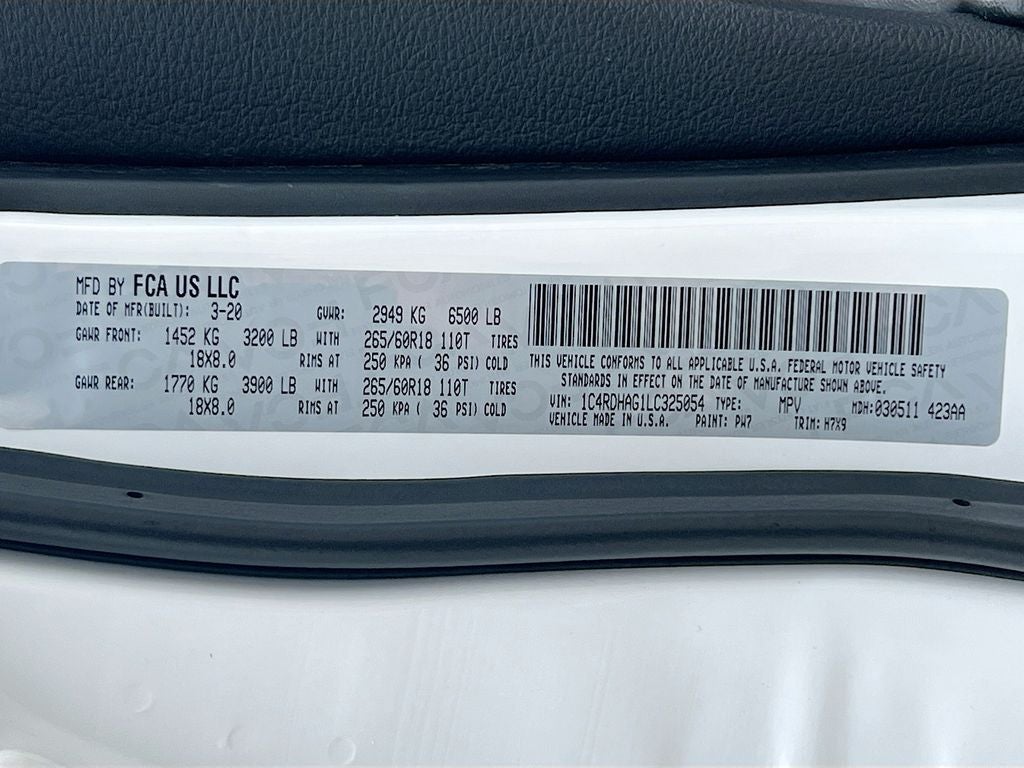 MFD BY FCA US LLC
DATE OF MFR(BUILT): 3-20 GVWR: 2949 KG 6500 LB
GAWR FRONT: 1452 KG 3200 LB WITH 265/60R18 110T TIRES
18X8.0 RIMS AT 250 KPA ( 36 PSI) COLD
GAWR REAR: 1770 KG 3900 LB WITH 265/60R18 110T TIRES
18X8.0 RIMS AT 250 KPA ( 36 PSI) COLD
THIS VEHICLE CONFORMS TO ALL APPLICABLE U.S.A. FEDERAL MOTOR VEHICLE SAFETY
STANDARDS IN EFFECT ON THE DATE OF MANUFACTURE SHOWN ABOVE.
VIN: 1C4RDHAG1LC325054 TYPE: MPV MDH:030511 423AA
VEHICLE MADE IN U.S.A. PAINT: PW7 TRIM: H7X9